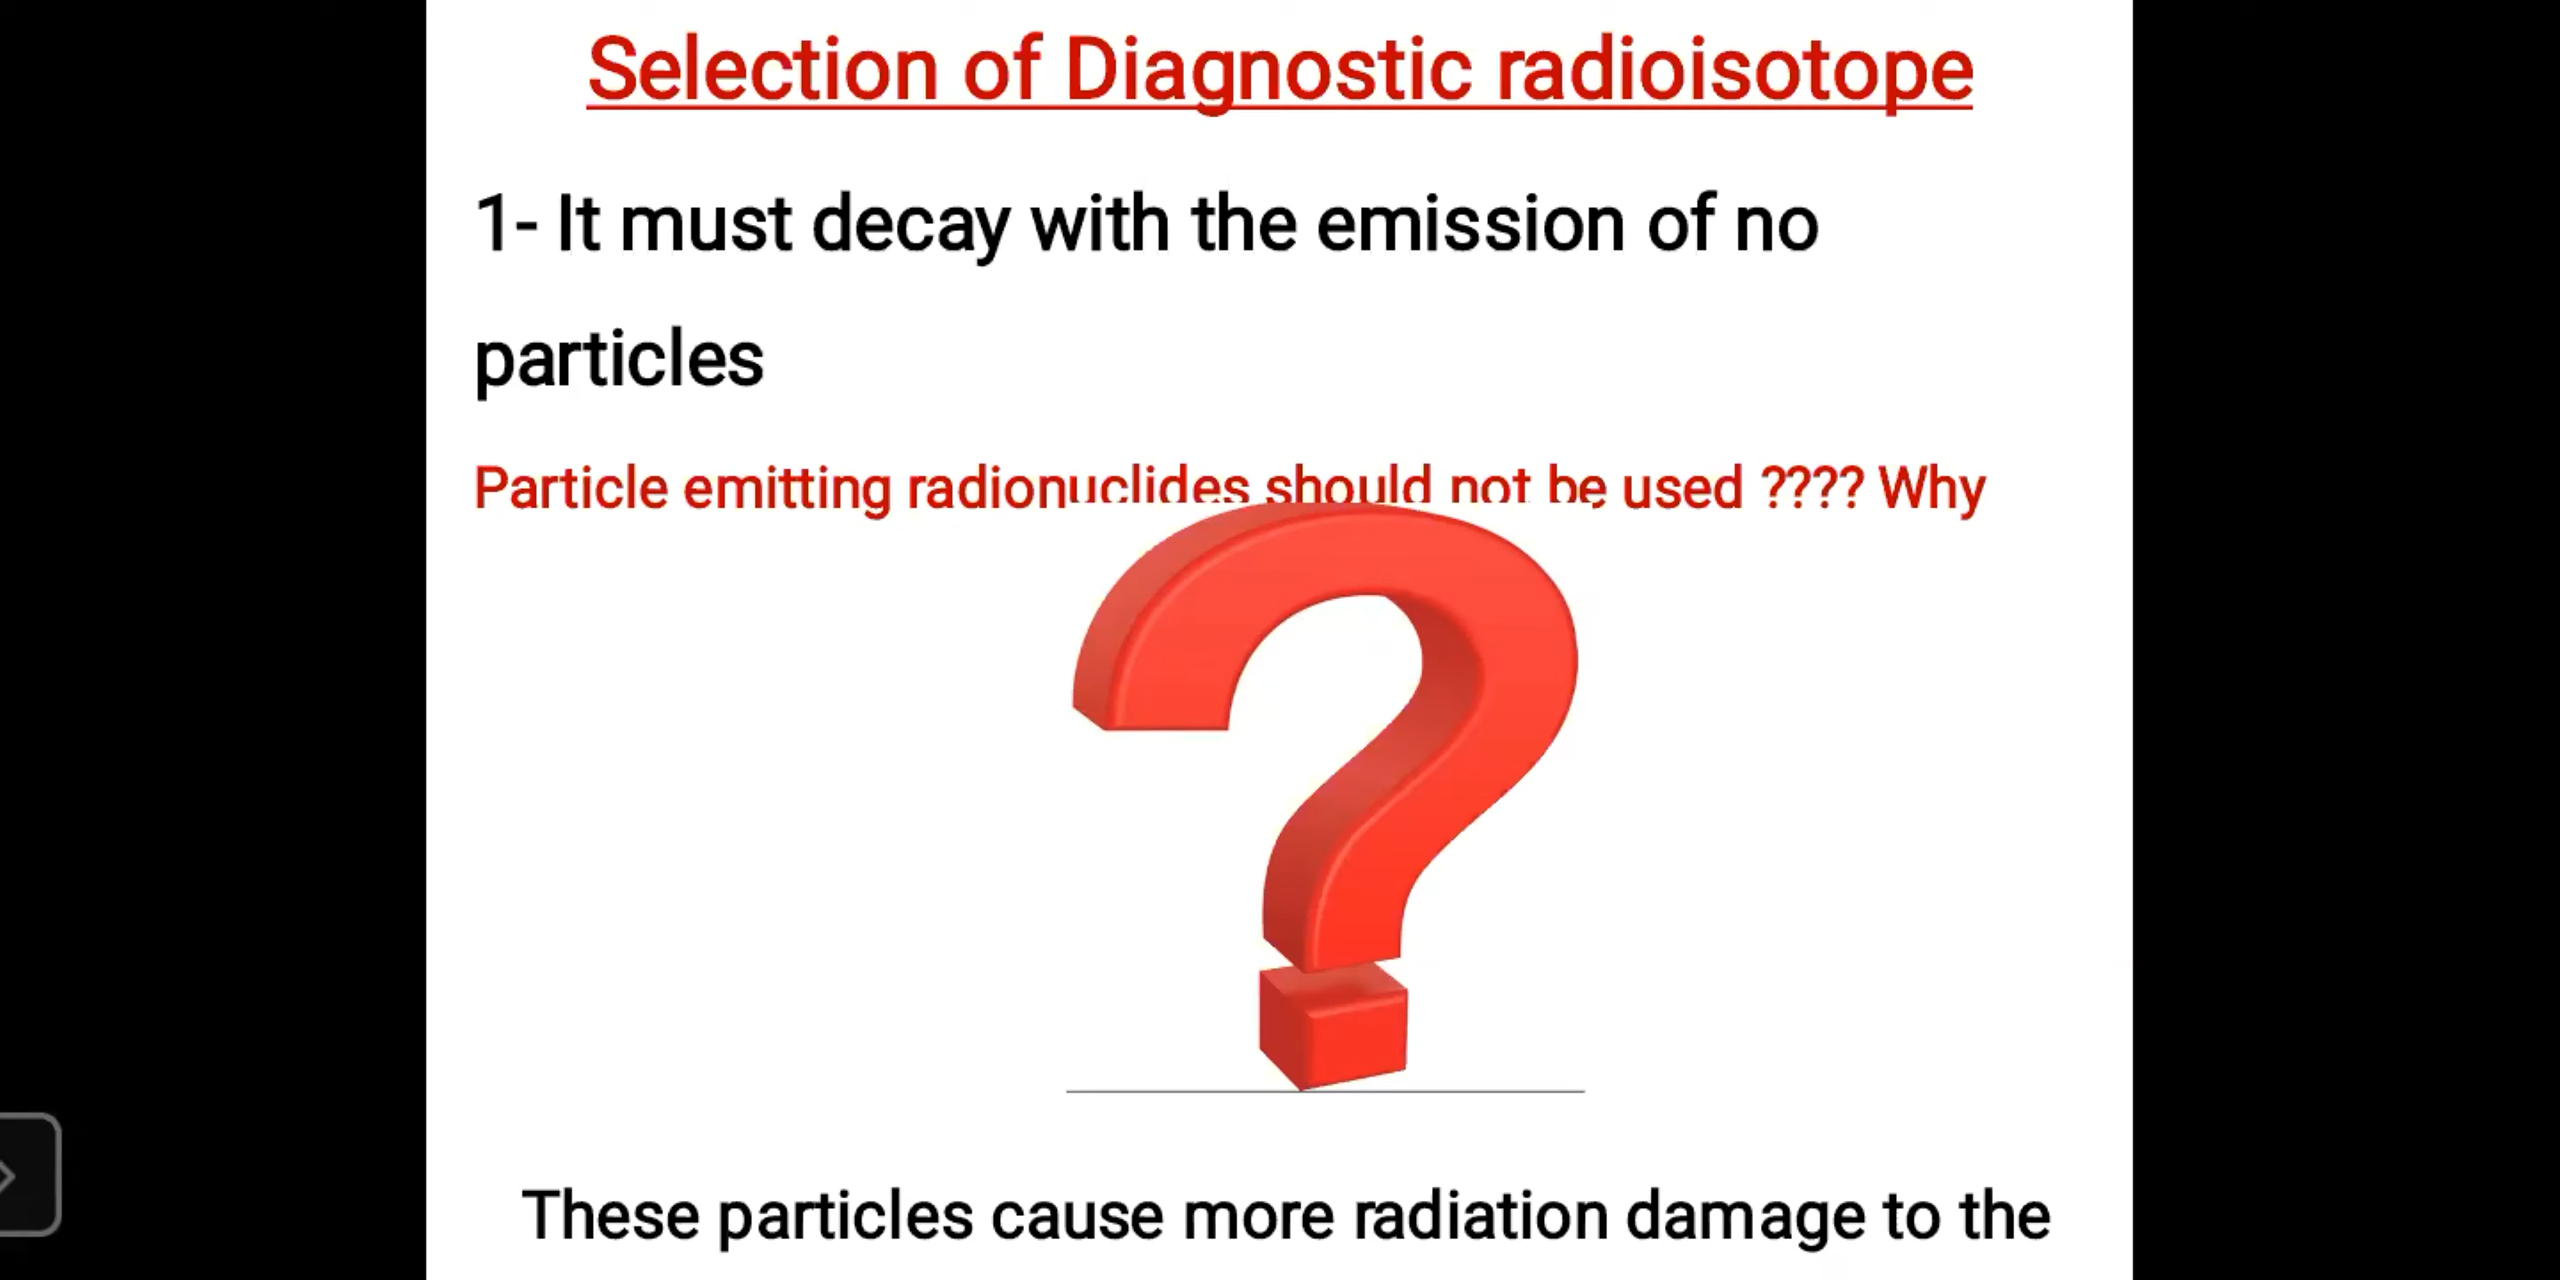 Selection of Diagnostic radioisotope
1- It must decay with the emission of no
particles
Particle emitting radionuclides should not be used ???? Why
These particles cause more radiation damage to the